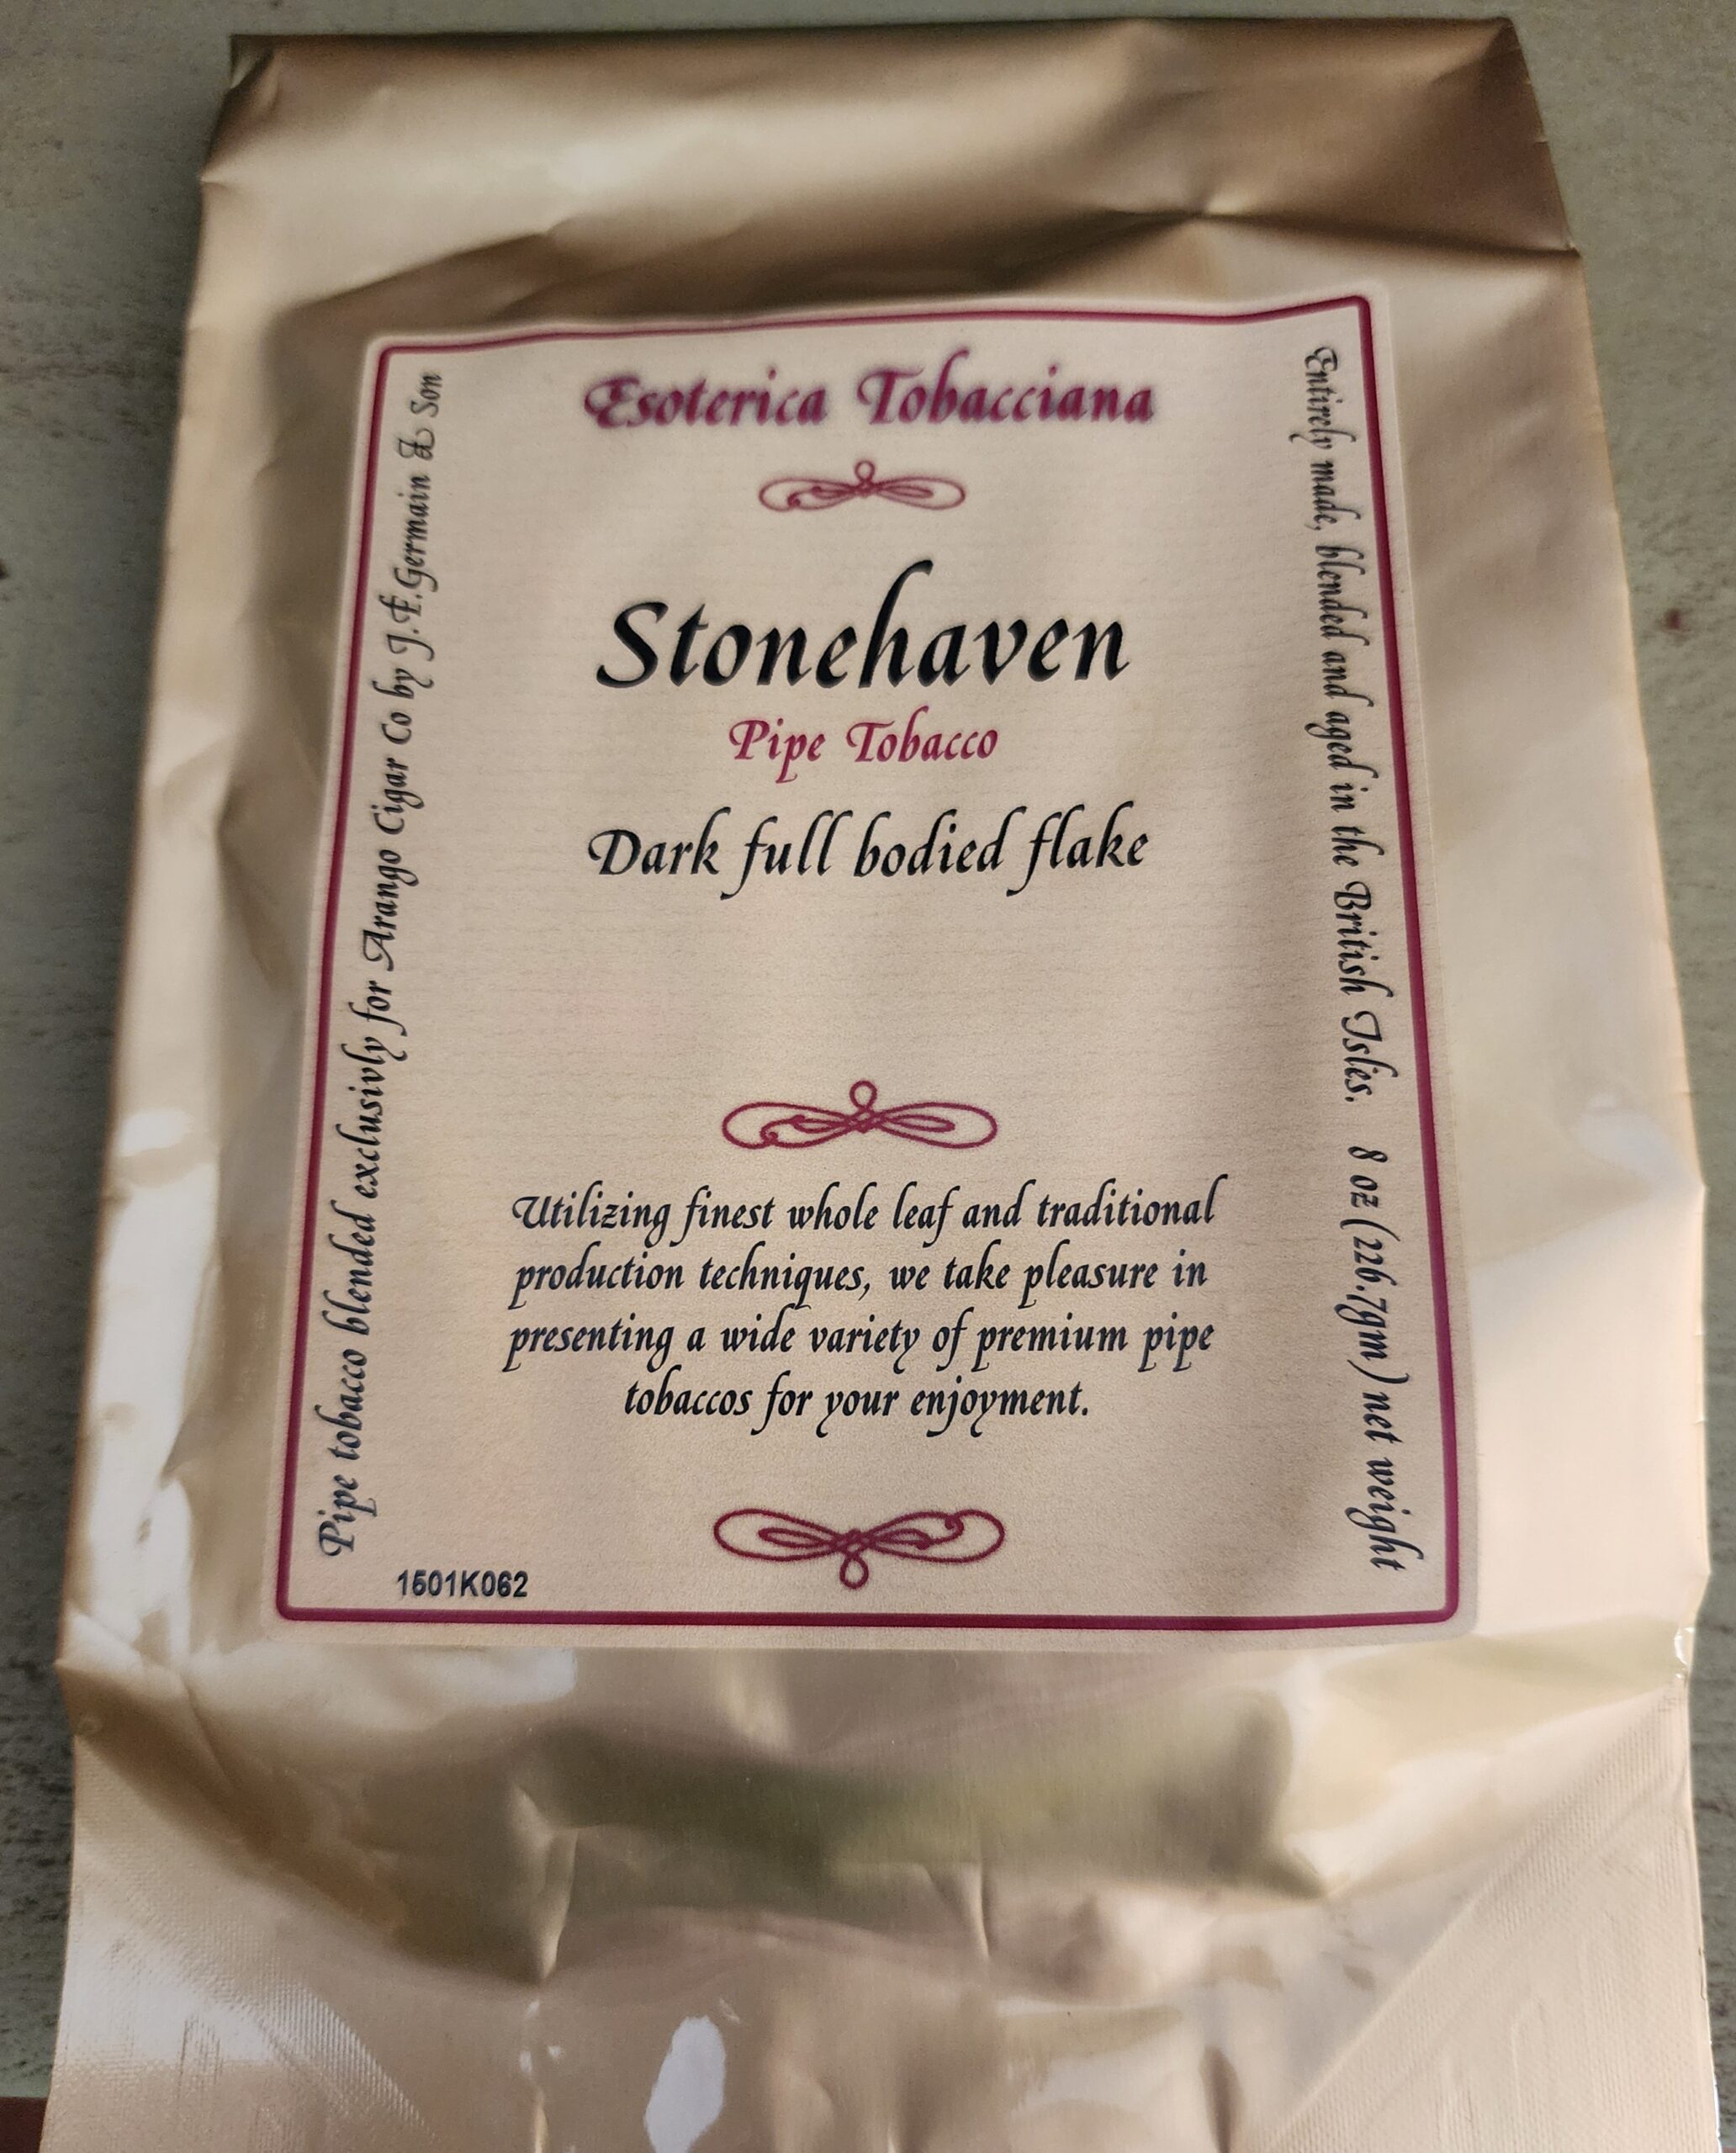 Esoterica Tobacciana
Stonehaven
Pipe Tobacco
Dark full bodied flake
Utilizing finest whole leaf and traditional
production techniques, we take pleasure in
presenting a wide variety of premium pipe
tobaccos for your enjoyment.
Pipe tobacco blended exclusivly for Arango Cigar Co by J.F.Germain & Son
Entirely made, blended and aged in the British Isles. 8 oz (226.7gm) net weight
1501K062